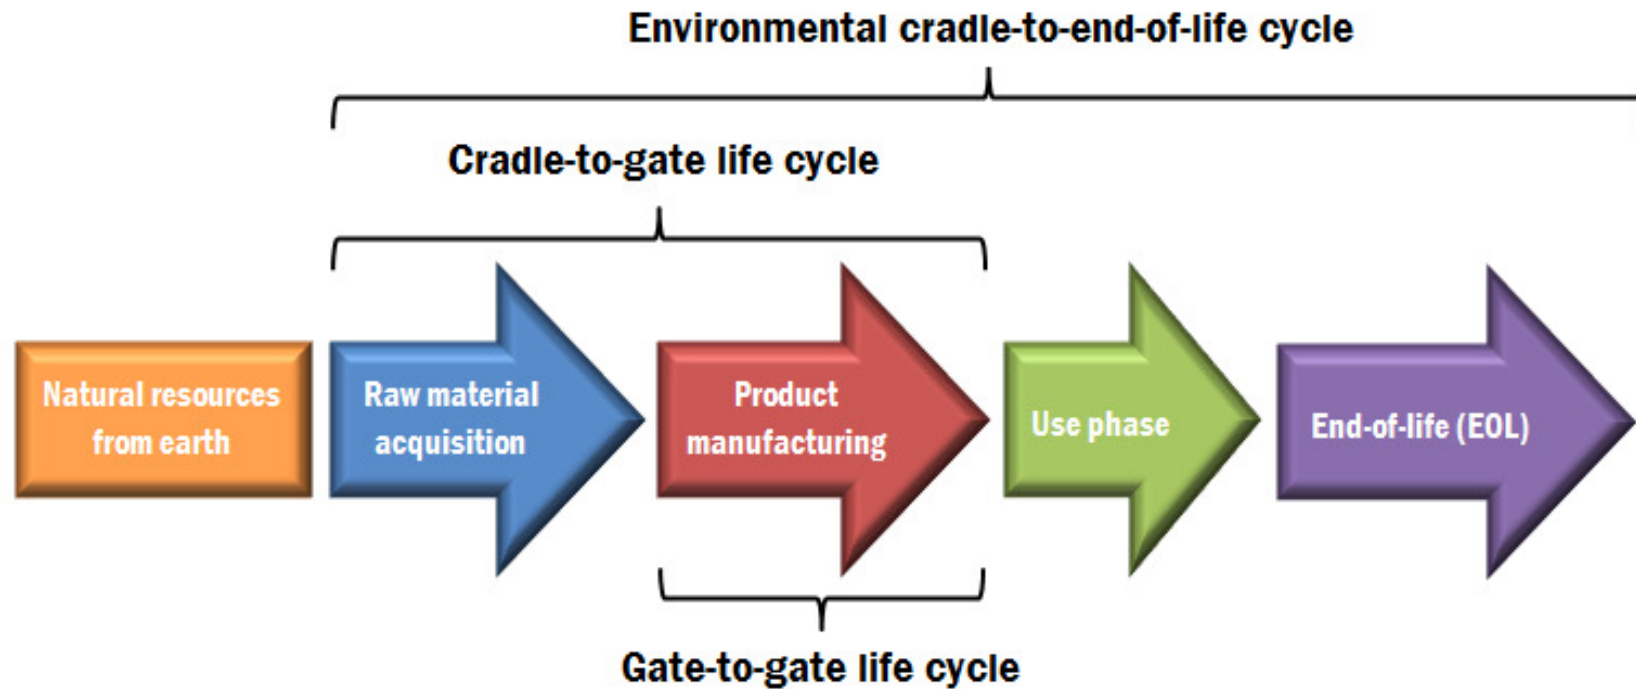 Environmental cradle-to-end-of-life cycle
Cradle-to-gate life cycle
Natural resources
from earth
Raw material
acquisition
Product
manufacturing
Use phase
End-of-life (EOL)
Gate-to-gate life cycle